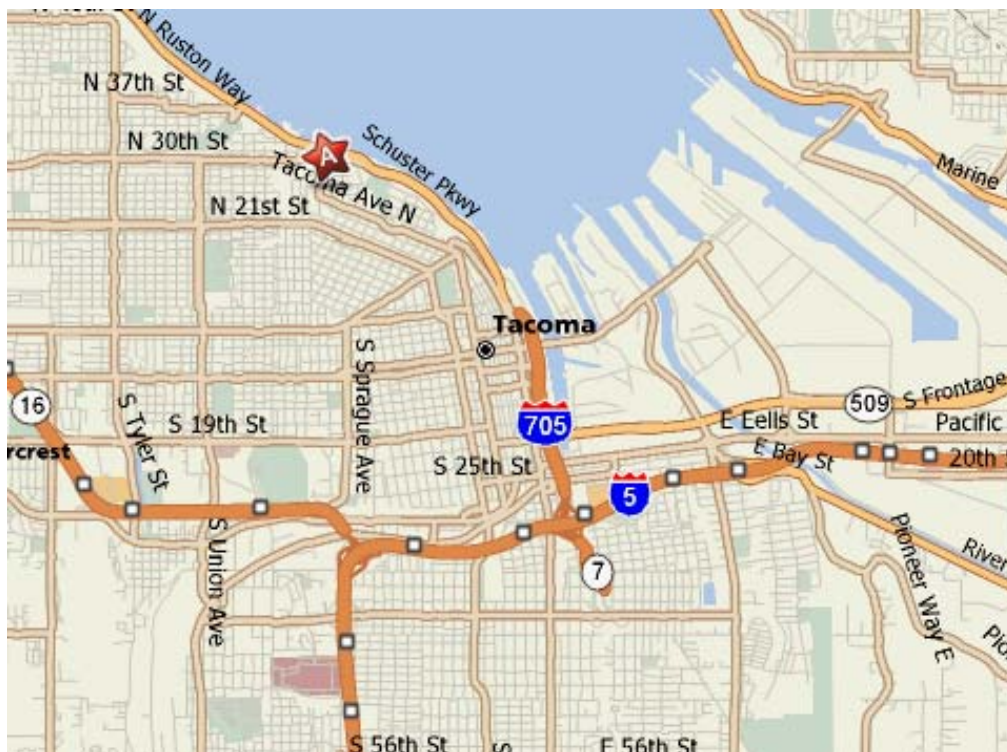 N Ruston Way
N 37th St
N 30th St
A
Schuster Pkwy
Tacoma Ave N
Marine
N 21st St
Tacoma
S Sprague Ave
16
S Tyler St
S 19th St
705
509
S Frontage
E Eells St
Pacific
rcrest
S 25th St
E Bay St
20th
5
S Union Ave
7
Pioneer Way E
River
S 56th St
E 56th St